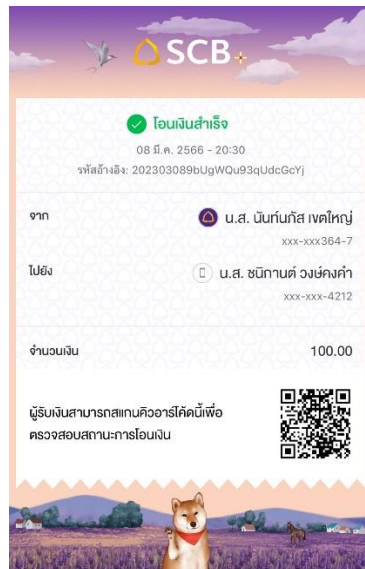 SCB
โอนเงินสำเร็จ
08 มี.ค. 2566 - 20:30
รหัสอ้างอิง: 202303089bUgWQu93qUdcGcYj
จาก
น.ส. นันท์นภัส เขตใหญ่
xxx-xxx364-7
ไปยัง
น.ส. ชนิกานต์ วงษ์คงคำ
xxx-xxx-4212
จำนวนเงิน
100.00
ผู้รับเงินสามารถสแกนคิวอาร์โค้ดนี้เพื่อ
ตรวจสอบสถานะการโอนเงิน